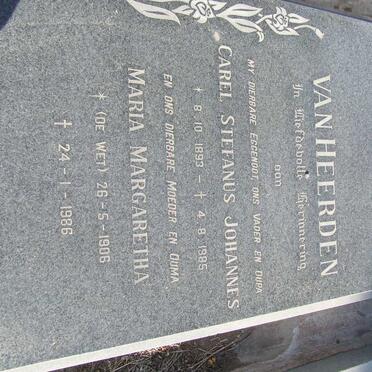 VAN HEERDEN
In Liefdevolle Herinnering
aan
MY DIERBARE EGGENOOT ONS VADER EN OUPA
CAREL STEFANUS JOHANNES
* 8·10·1893 – † 4·8·1985
EN ONS DIERBARE MOEDER EN OUMA
MARIA MARGARETHA
* (DE WET) 26-5-1906
† 24-1-1986